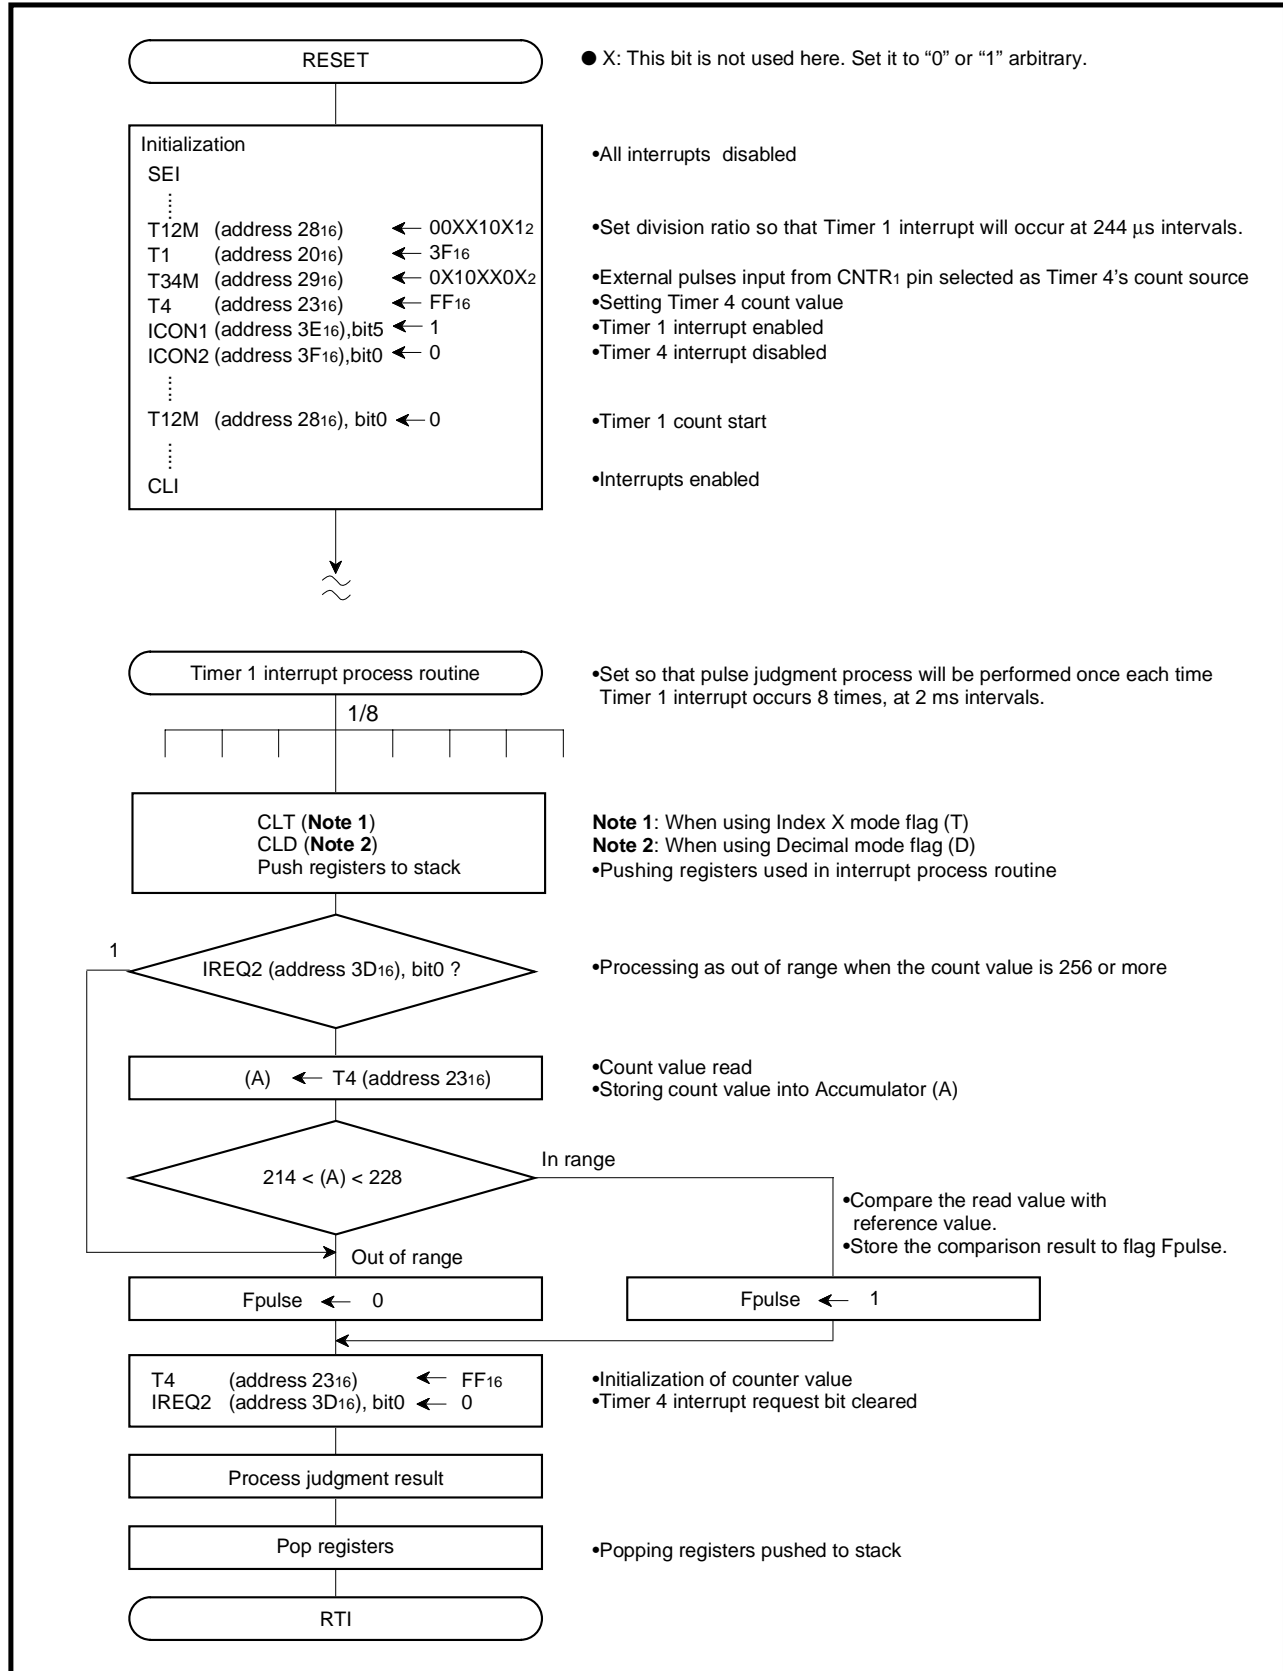 RESET
● X: This bit is not used here. Set it to “0” or “1” arbitrary.
Initialization
SEI
•All interrupts disabled
T12M (address 2816) ← 00XX10X12
•Set division ratio so that Timer 1 interrupt will occur at 244 μs intervals.
T1 (address 2016) ← 3F16
T34M (address 2916) ← 0X10XX0X2
•External pulses input from CNTR1 pin selected as Timer 4’s count source
T4 (address 2316) ← FF16
•Setting Timer 4 count value
ICON1 (address 3E16),bit5 ← 1
•Timer 1 interrupt enabled
ICON2 (address 3F16),bit0 ← 0
•Timer 4 interrupt disabled
T12M (address 2816), bit0 ← 0
•Timer 1 count start
CLI
•Interrupts enabled
Timer 1 interrupt process routine
•Set so that pulse judgment process will be performed once each time
Timer 1 interrupt occurs 8 times, at 2 ms intervals.
1/8
CLT (Note 1)
CLD (Note 2)
Push registers to stack
Note 1: When using Index X mode flag (T)
Note 2: When using Decimal mode flag (D)
•Pushing registers used in interrupt process routine
1
IREQ2 (address 3D16), bit0 ?
•Processing as out of range when the count value is 256 or more
(A) ← T4 (address 2316)
•Count value read
•Storing count value into Accumulator (A)
214 < (A) < 228
In range
•Compare the read value with
reference value.
•Store the comparison result to flag Fpulse.
Out of range
Fpulse ← 0
Fpulse ← 1
T4 (address 2316) ← FF16
IREQ2 (address 3D16), bit0 ← 0
•Initialization of counter value
•Timer 4 interrupt request bit cleared
Process judgment result
Pop registers
•Popping registers pushed to stack
RTI